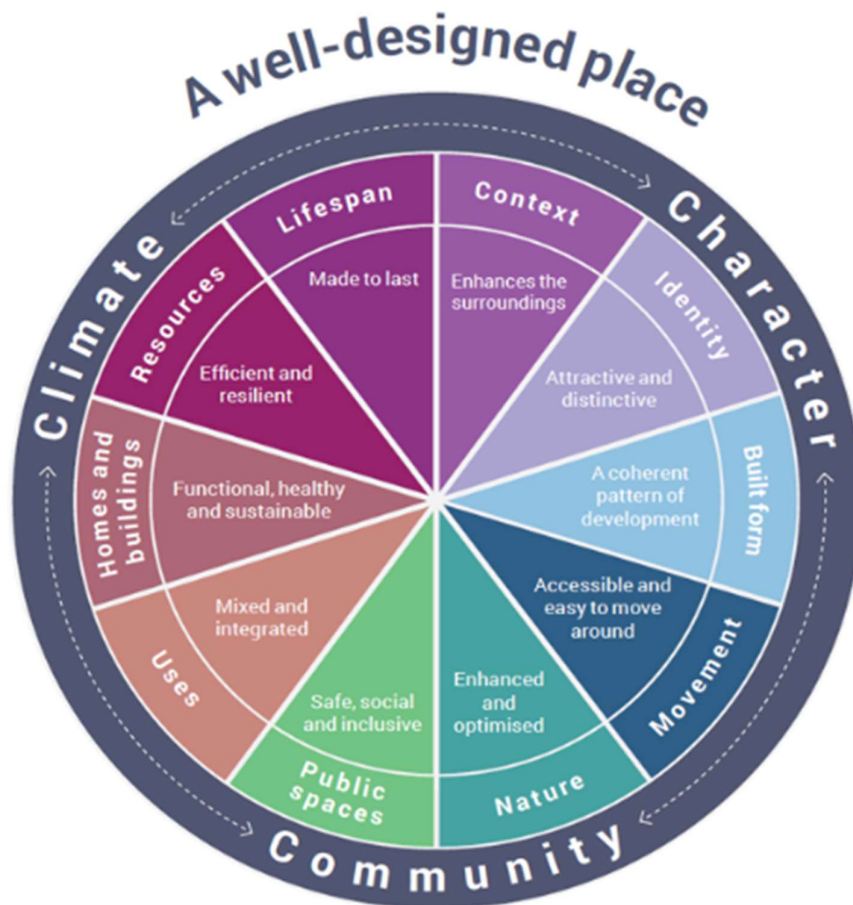 A well-designed place
Climate
Character
Community
Context
Enhances the
surroundings
Identity
Attractive and
distinctive
Built form
A coherent
pattern of
development
Movement
Accessible and
easy to move
around
Nature
Enhanced
and
optimised
Public
spaces
Safe, social
and inclusive
Uses
Mixed and
integrated
Homes and
buildings
Functional, healthy
and sustainable
Resources
Efficient and
resilient
Lifespan
Made to last